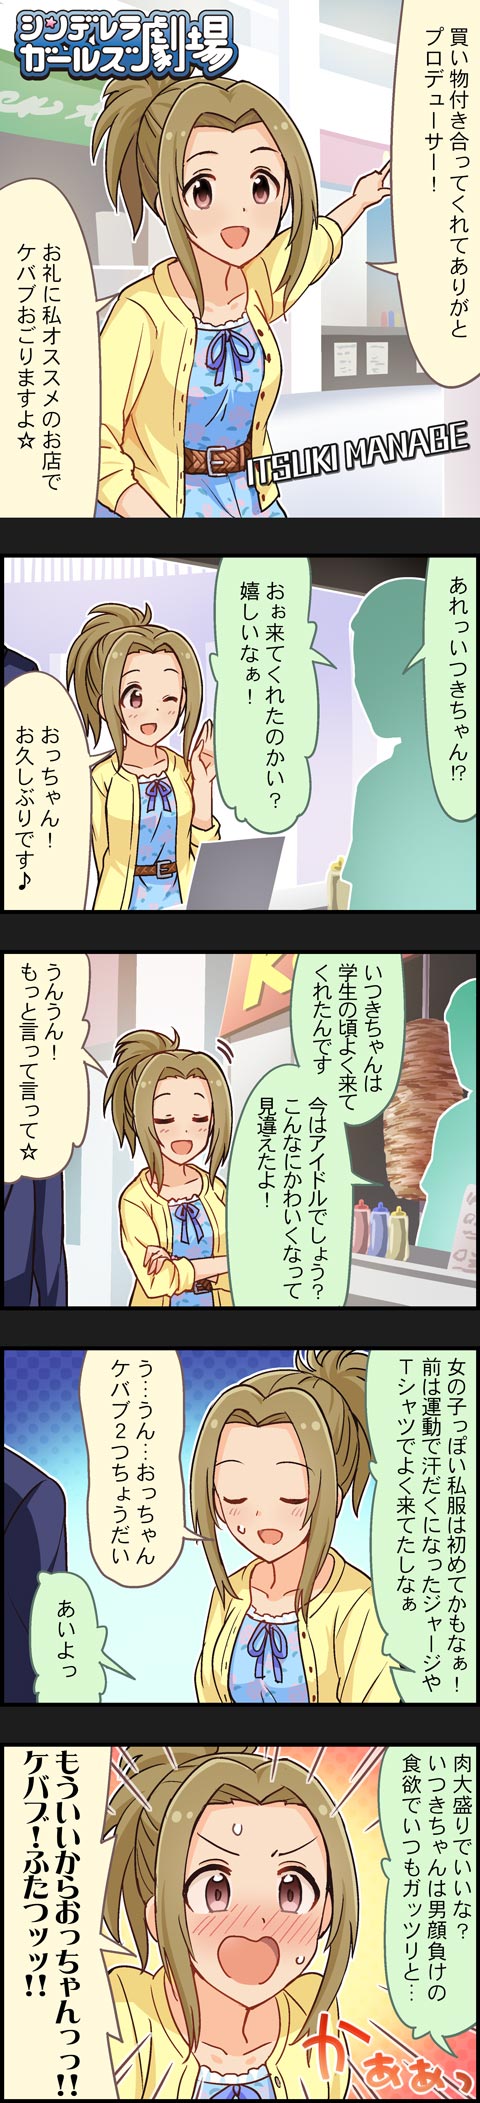 シンデレラ
ガールズ劇場
買い物付き合ってくれてありがと
プロデューサー！
お礼に私オススメのお店で
ケバブおごりますよ☆
ITSUKI MANABE
あれっいつきちゃん!?
おぉ来てくれたのかい？
嬉しいなぁ！
おっちゃん！
お久しぶりです♪
いつきちゃんは
学生の頃よく来て
くれたんです
今はアイドルでしょう？
こんなにかわいくなって
見違えたよ！
うんうん！
もっと言って言って☆
女の子っぽい私服は初めてかもなぁ！
前は運動で汗だくになったジャージや
Tシャツでよく来てたしなぁ
う…うん…おっちゃん
ケバブ2つちょうだい
あいよっ
肉大盛りでいいな？
いつきちゃんは男顔負けの
食欲でいつもガッツリと…
もういいからおっちゃんっっ!!
ケバブ！ふたつッッ!!
かぁぁっ